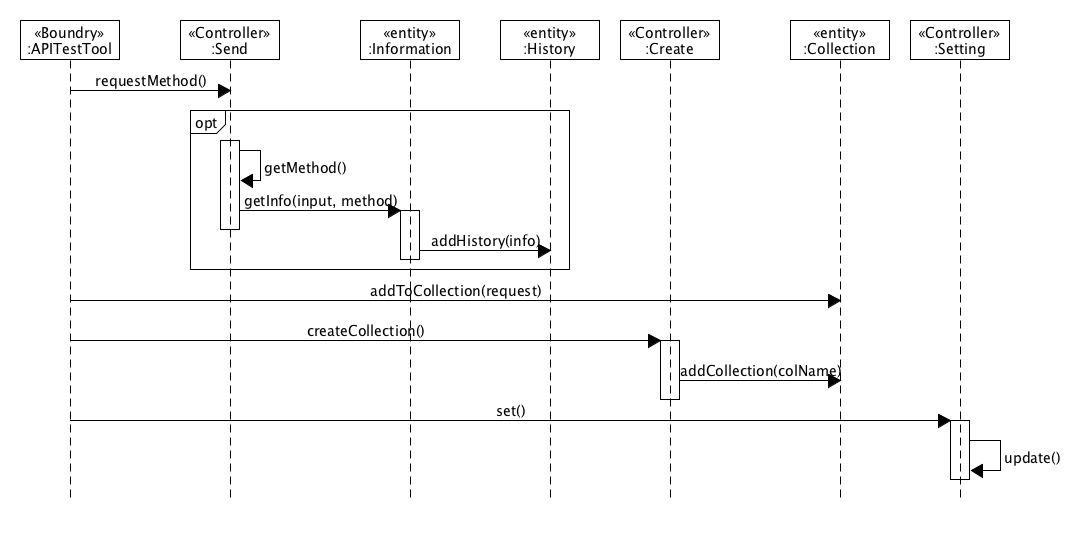 «Boundry»
:APITestTool
«Controller»
:Send
«entity»
:Information
«entity»
:History
«Controller»
:Create
«entity»
:Collection
«Controller»
:Setting
requestMethod()
opt
getMethod()
getInfo(input, method)
addHistory(info)
addToCollection(request)
createCollection()
addCollection(colName)
set()
update()